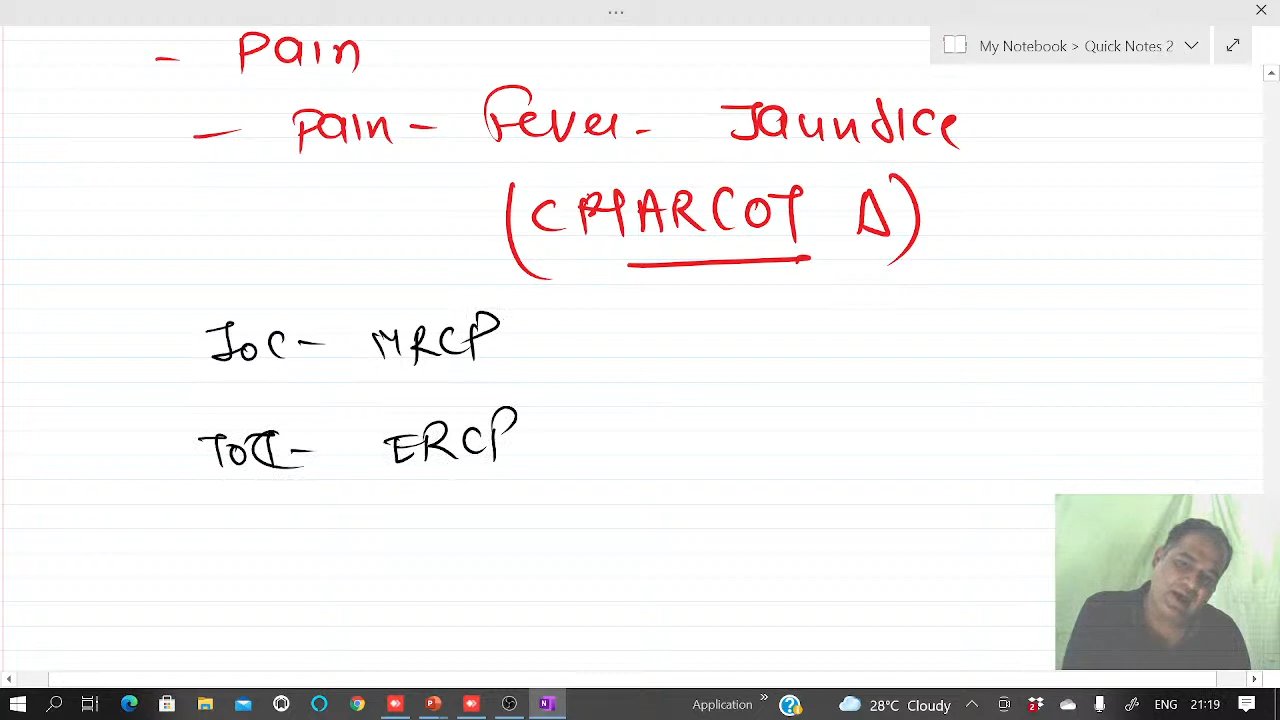 ...
My Notebook > Quick Notes 2
- Pain
- Pain - Fever - Jaundice
(CHARCOT Δ)
IOC - MRCP
TOC - ERCP
Application
»
28°C Cloudy
ENG
21:19